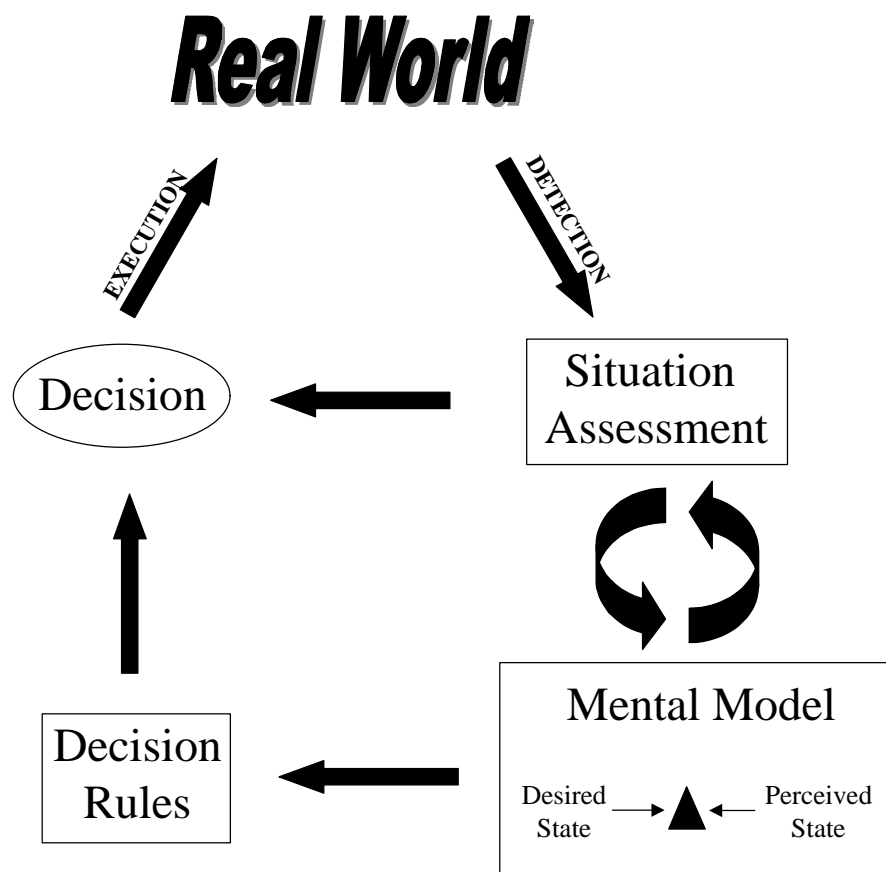 Real World
EXECUTION
DETECTION
Decision
Situation
Assessment
Mental Model
Decision
Rules
Desired
State
Perceived
State